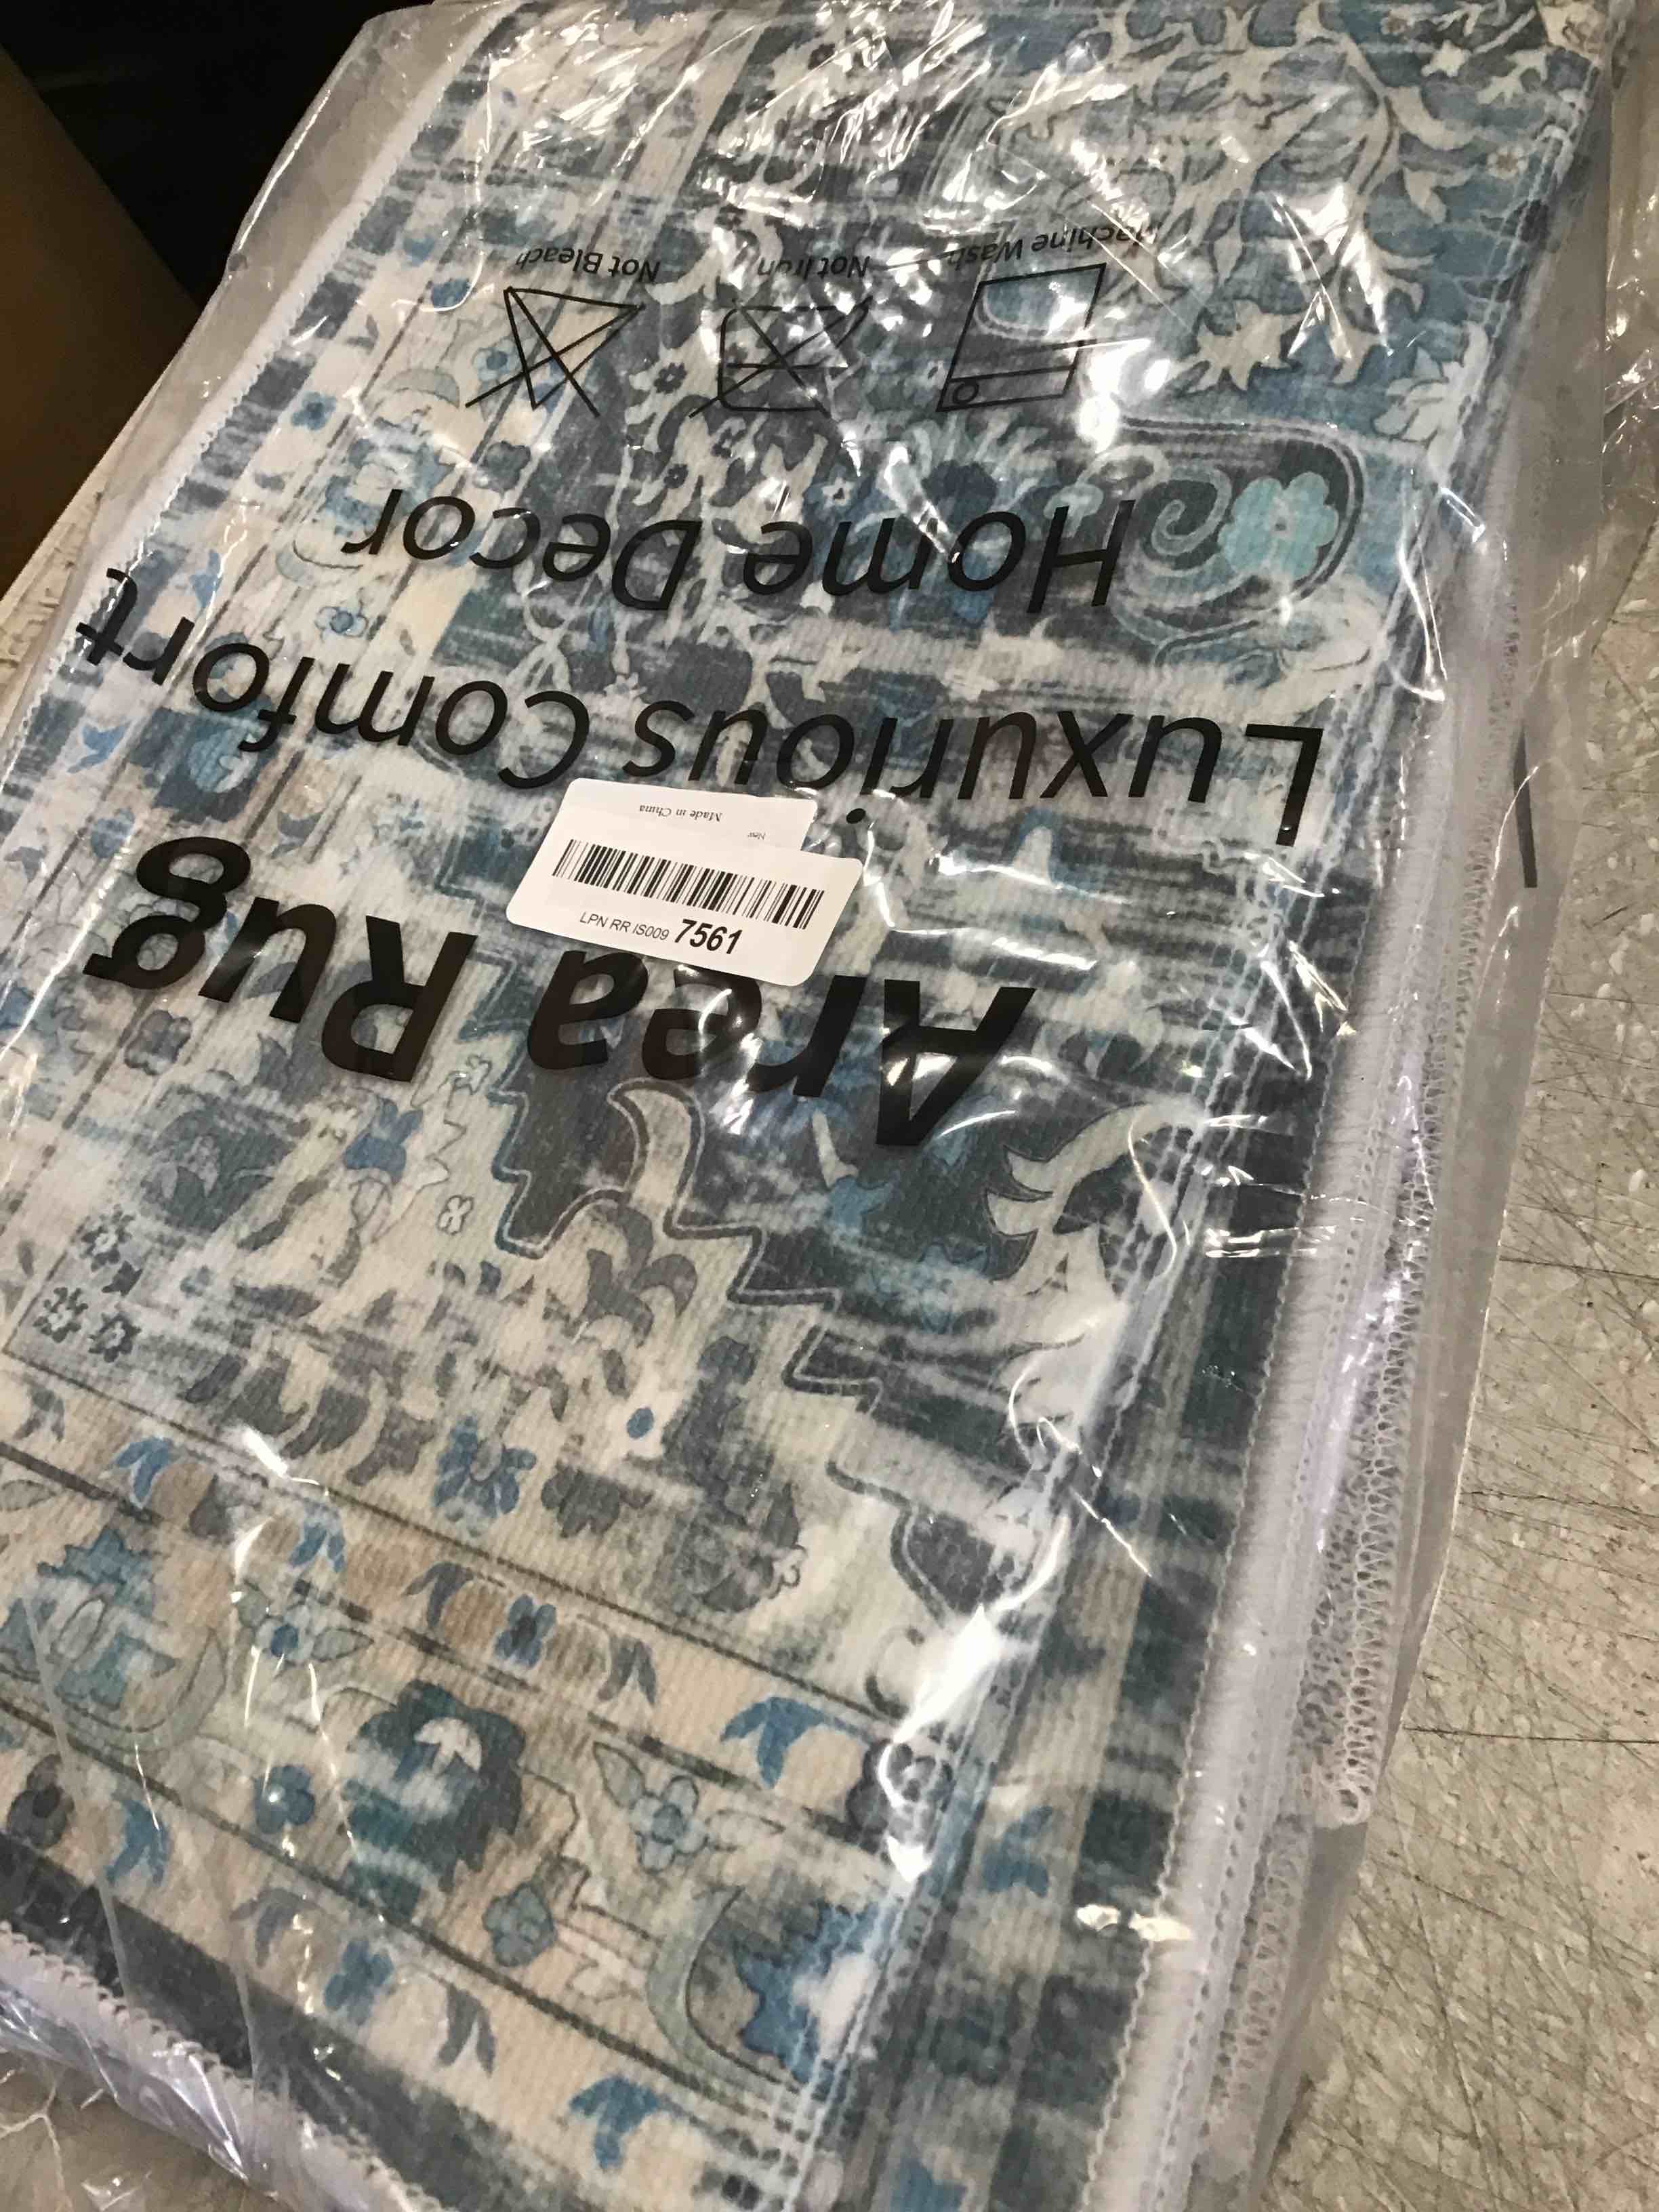 Area Rug
Luxurious Comfort
Home Decor
Machine Wash
Not Iron
Not Bleach
LPN RR IS009 7561
New
Made in China